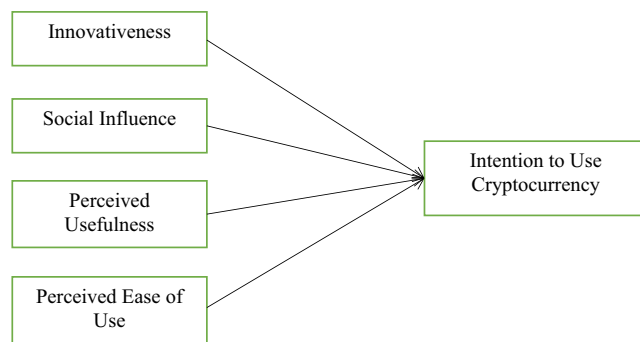 Innovativeness
Social Influence
Perceived
Usefulness
Perceived Ease of
Use
Intention to Use
Cryptocurrency